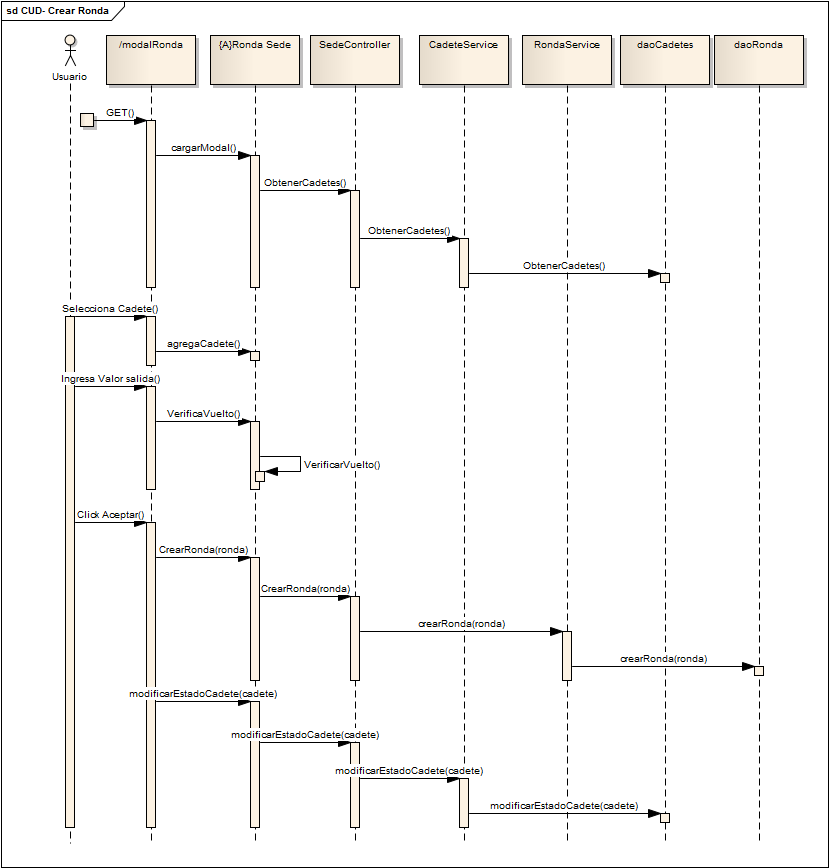 sd CUD- Crear Ronda
Usuario
/modalRonda
{A}Ronda Sede
SedeController
CadeteService
RondaService
daoCadetes
daoRonda
GET()
cargarModal()
ObtenerCadetes()
ObtenerCadetes()
ObtenerCadetes()
Selecciona Cadete()
agregaCadete()
Ingresa Valor salida()
VerificaVuelto()
VerificarVuelto()
Click Aceptar()
CrearRonda(ronda)
CrearRonda(ronda)
crearRonda(ronda)
crearRonda(ronda)
modificarEstadoCadete(cadete)
modificarEstadoCadete(cadete)
modificarEstadoCadete(cadete)
modificarEstadoCadete(cadete)